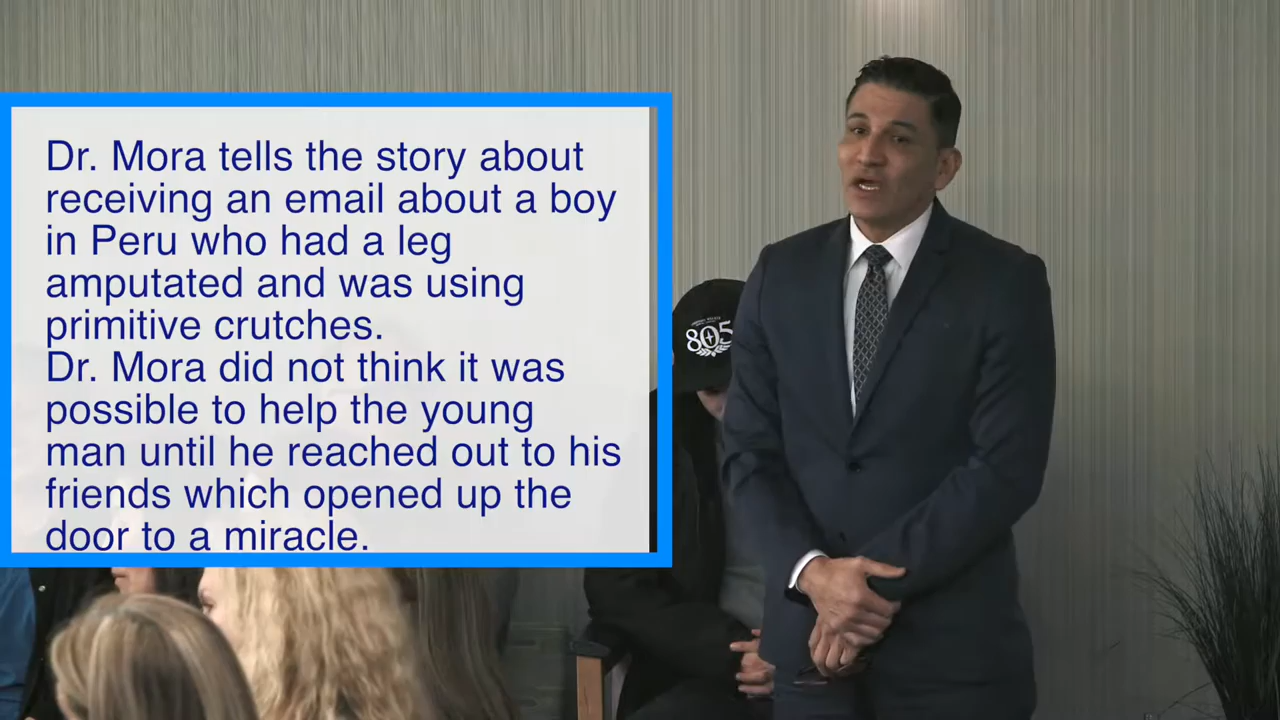 Dr. Mora tells the story about
receiving an email about a boy
in Peru who had a leg
amputated and was using
primitive crutches.
Dr. Mora did not think it was
possible to help the young
man until he reached out to his
friends which opened up the
door to a miracle.
805